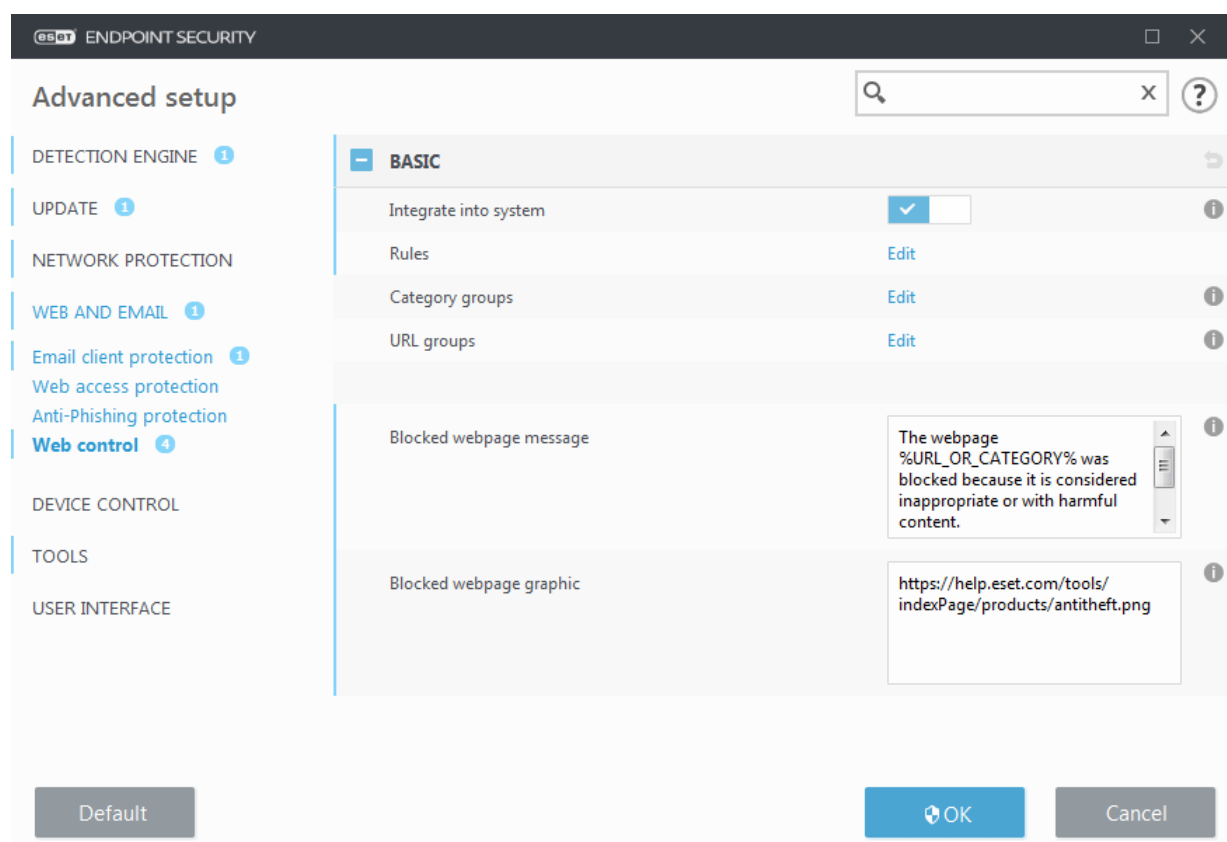 eset ENDPOINT SECURITY
Advanced setup
x
?
DETECTION ENGINE 1
UPDATE 1
NETWORK PROTECTION
WEB AND EMAIL 1
Email client protection 1
Web access protection
Anti-Phishing protection
Web control 4
DEVICE CONTROL
TOOLS
USER INTERFACE
BASIC
Integrate into system
Rules Edit
Category groups Edit
URL groups Edit
Blocked webpage message
The webpage
%URL_OR_CATEGORY% was
blocked because it is considered
inappropriate or with harmful
content.
Blocked webpage graphic
https://help.eset.com/tools/
indexPage/products/antitheft.png
Default
OK
Cancel